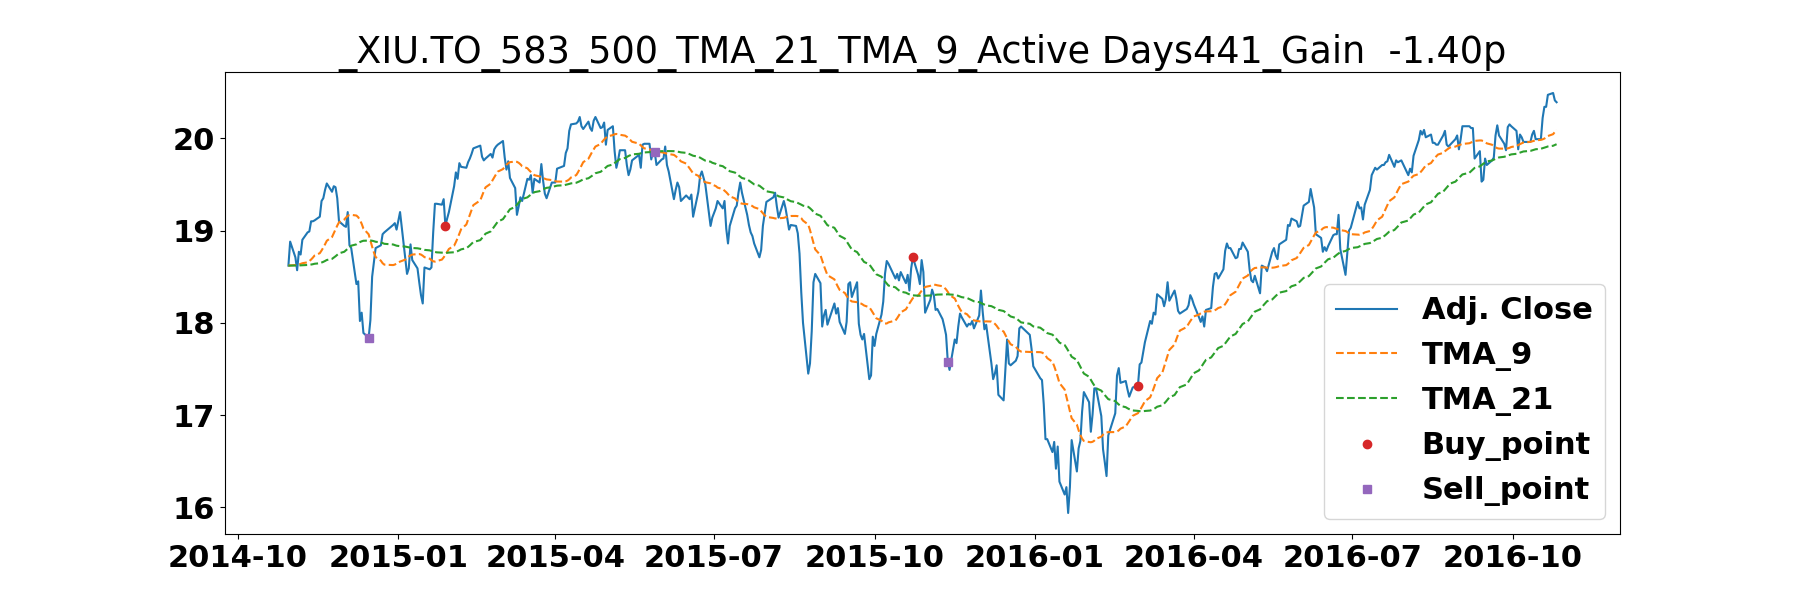 _XIU.TO_583_500_TMA_21_TMA_9_Active Days441_Gain  -1.40p
20
19
18
17
16
2014-10 2015-01 2015-04 2015-07 2015-10 2016-01 2016-04 2016-07 2016-10
Adj. Close
TMA_9
TMA_21
Buy_point
Sell_point